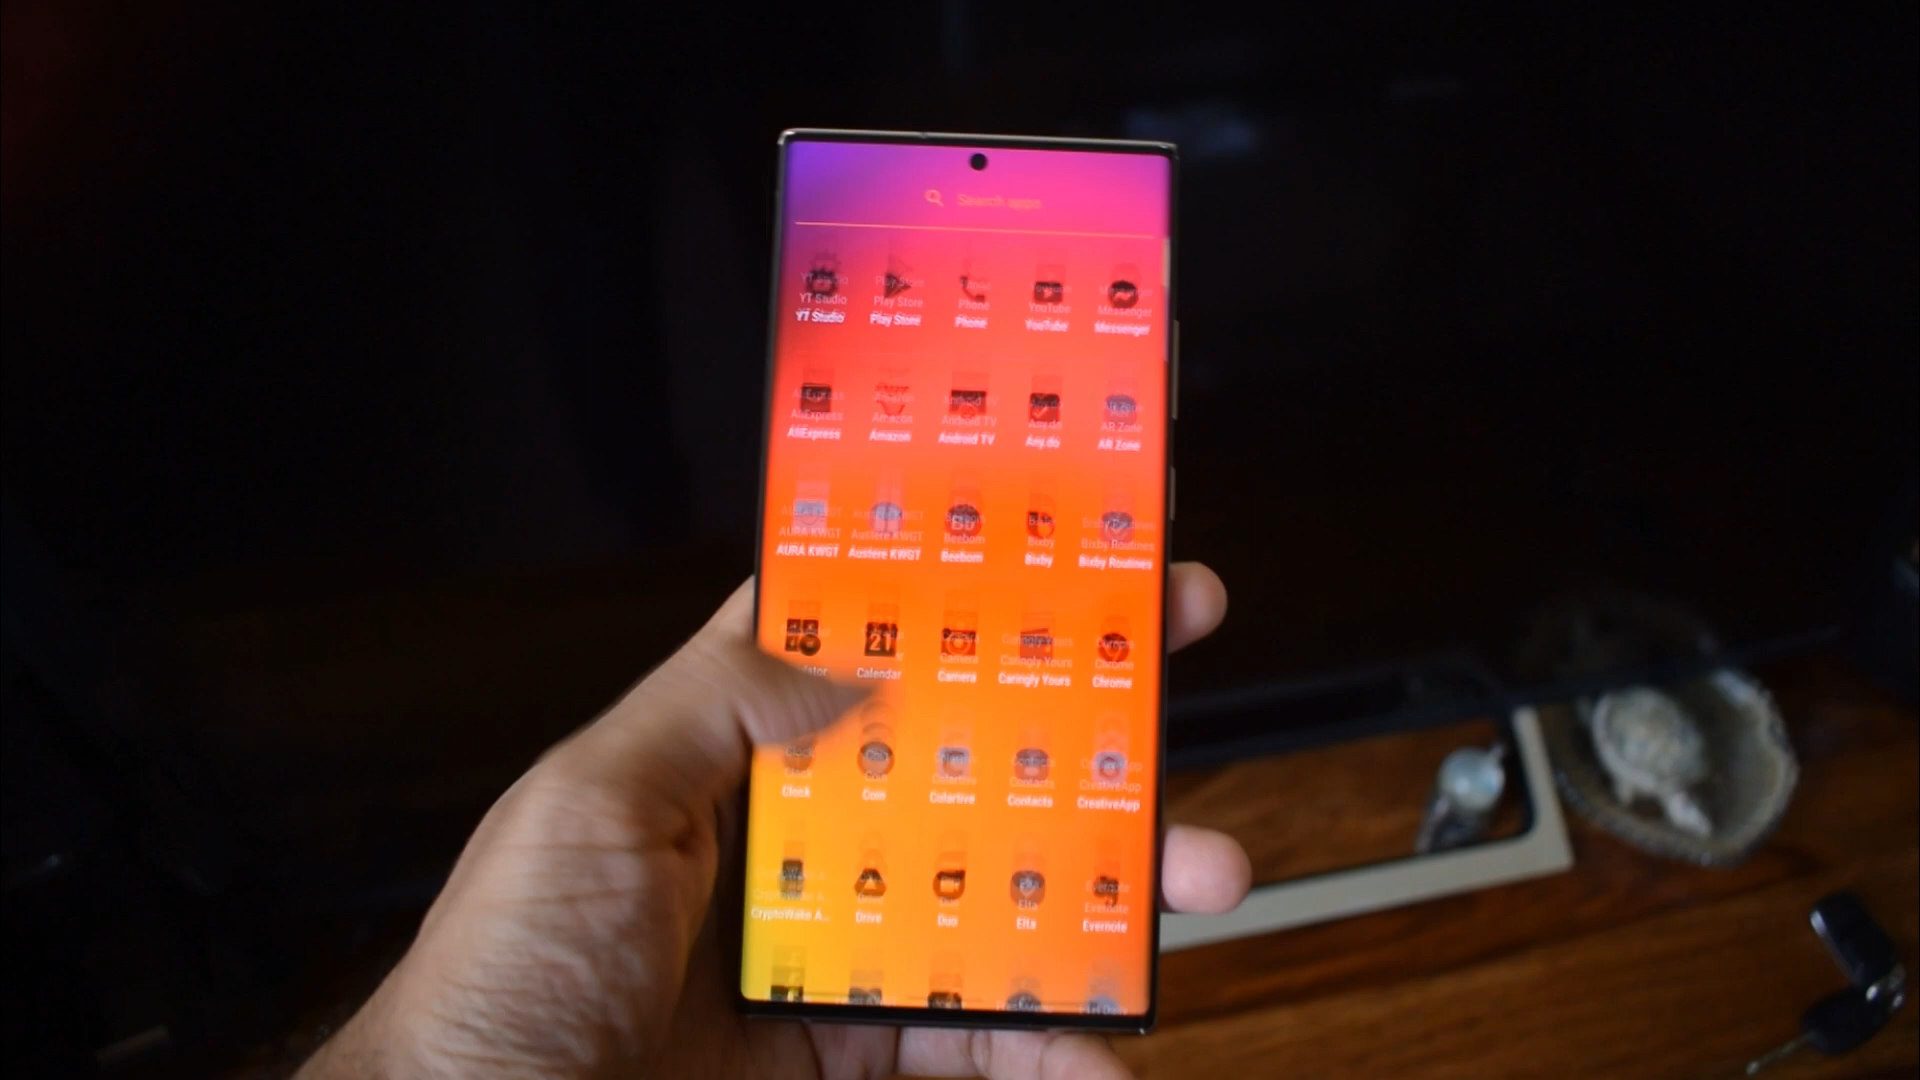 Search apps
YT Studio Play Store Phone YouTube Messenger
AliExpress Amazon Android TV Any.do AR Zone
AURA KWGT Austere KWGT Beebom Bixby Bixby Routines
21
Calendar Camera Caringly Yours Chrome
Clock Coin Colartive Contacts CreativeApp
CryptoWake A... Drive Duo Elta Evernote